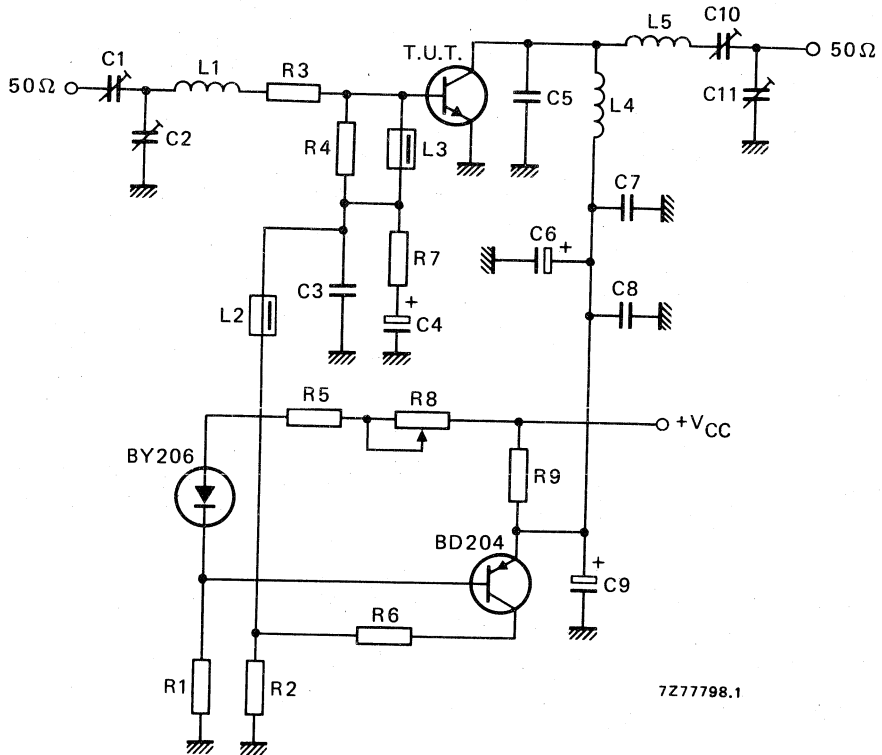 C10
L5
T.U.T.
50Ω
C1
L1
R3
50Ω
C5
L4
C11
C2
R4
L3
C7
C6
+
R7
C3
+
C4
C8
L2
R5
R8
+VCC
BY206
R9
BD204
+
C9
R6
R1
R2
7Z77798.1